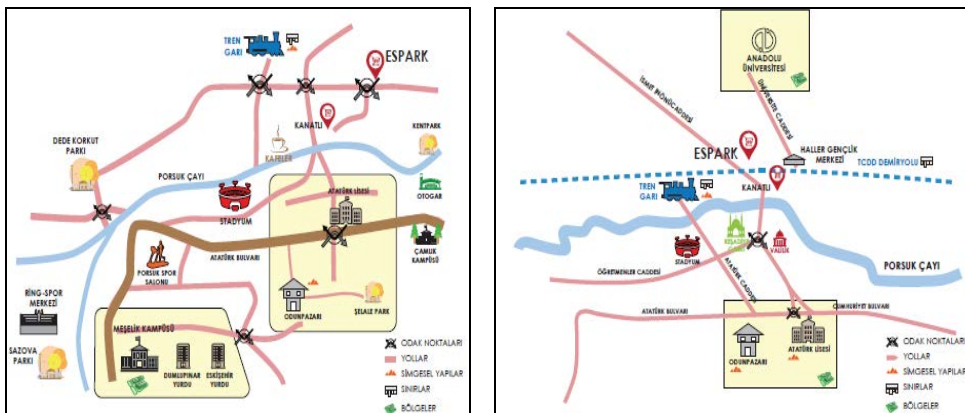 TREN
GARI
ESPARK
KANATLI
KENTPARK
DEDE KORKUT
PARKI
KAFELER
PORSUK ÇAYI
OTOGAR
STADYUM
ATATÜRK LİSESİ
ATATÜRK BULVARI
ÇAMLIK
KAMPÜSÜ
PORSUK SPOR
SALONU
ODUNPAZARI
ŞELALE PARK
RİNG-SPOR
MERKEZİ
SAZOVA
PARKI
MEŞELİK KAMPÜSÜ
DUMLUPINAR
YURDU
ESKİŞEHİR
YURDU
ODAK NOKTALARI
YOLLAR
SİMGESEL YAPILAR
SINIRLAR
BÖLGELER
ANADOLU
ÜNİVERSİTESİ
İSMET İNÖNÜ CADDESİ
ÜNİVERSİTE CADDESİ
ESPARK
HALLER GENÇLİK
MERKEZİ
TCDD DEMİRYOLU
TREN
GARI
KANATLI
STADYUM
VALİLİK
PORSUK ÇAYI
ÖĞRETMENLER CADDESİ
ATATÜRK CADDESİ
ATATÜRK BULVARI
CUMHURİYET BULVARI
ODUNPAZARI
ATATÜRK LİSESİ
ODAK NOKTALARI
YOLLAR
SİMGESEL YAPILAR
SINIRLAR
BÖLGELER